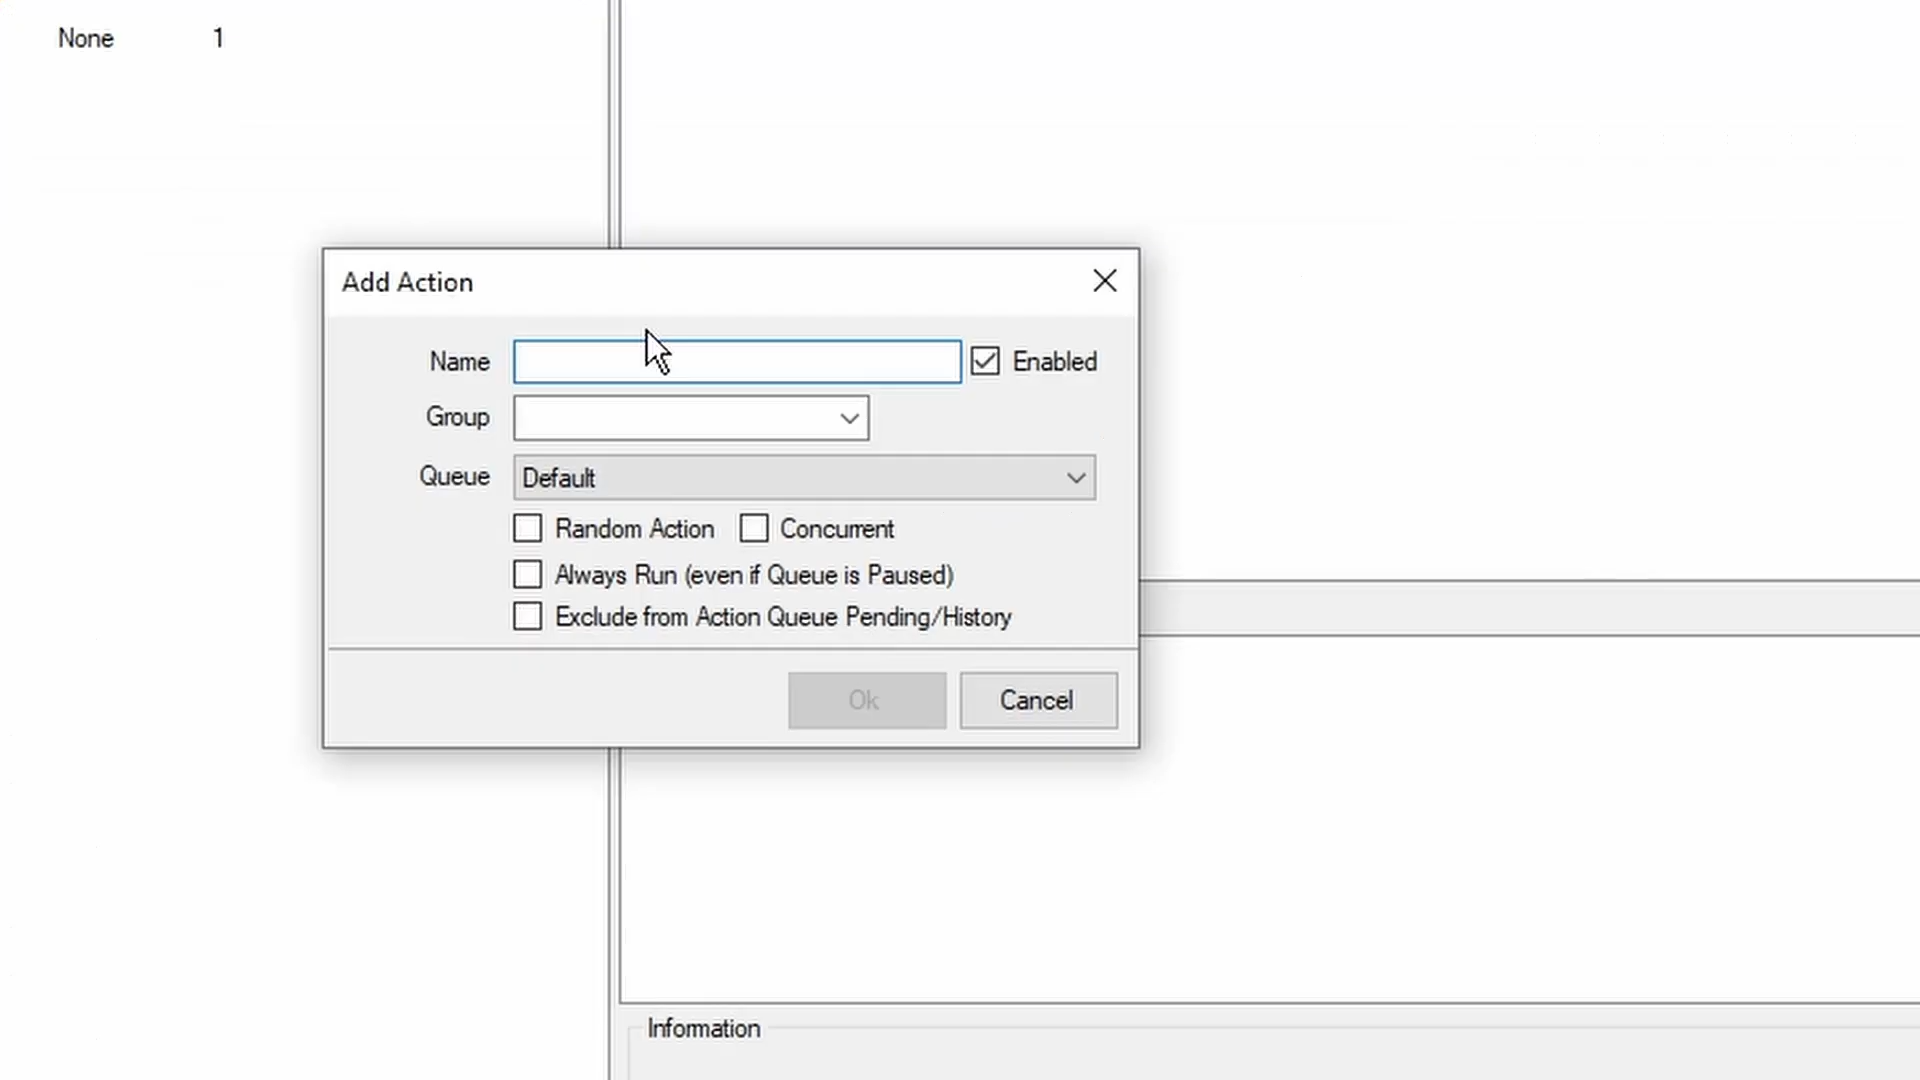 None 1
Add Action
Name Enabled
Group
Queue Default
Random Action Concurrent
Always Run (even if Queue is Paused)
Exclude from Action Queue Pending/History
Ok Cancel
Information